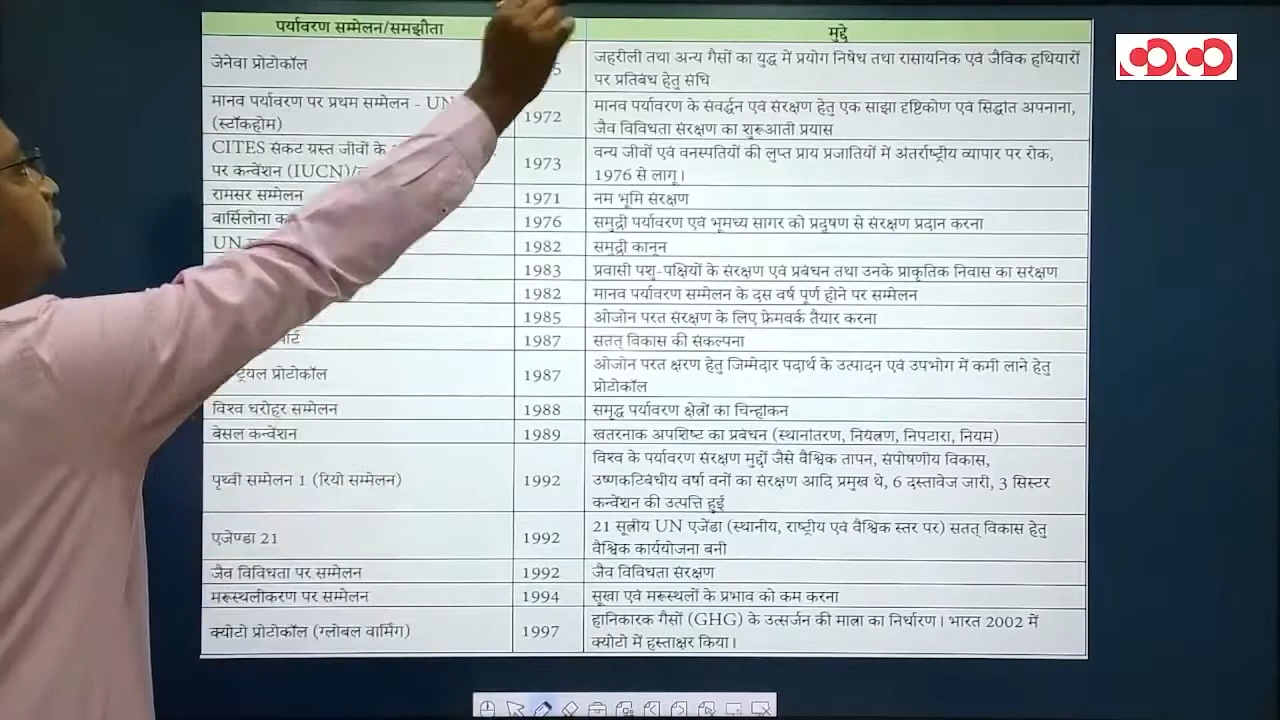 पर्यावरण सम्मेलन/समझौता मुद्दे
जेनेवा प्रोटोकॉल 5 जहरीली तथा अन्य गैसों का युद्ध में प्रयोग निषेध तथा रासायनिक एवं जैविक हथियारों
पर प्रतिबंध हेतु संधि
मानव पर्यावरण पर प्रथम सम्मेलन - UN
(स्टॉकहोम) 1972 मानव पर्यावरण के संवर्द्धन एवं संरक्षण हेतु एक साझा दृष्टिकोण एवं सिद्धांत अपनाना,
जैव विविधता संरक्षण का शुरूआती प्रयास
CITES संकट ग्रस्त जीवों के
पर कन्वेंशन (IUCN)/ 1973 वन्य जीवों एवं वनस्पतियों की लुप्त प्राय प्रजातियों में अंतर्राष्ट्रीय व्यापार पर रोक,
1976 से लागू।
रामसर सम्मेलन 1971 नम भूमि संरक्षण
बार्सिलोना 1976 समुद्री पर्यावरण एवं भूमध्य सागर को प्रदूषण से संरक्षण प्रदान करना
UN 1982 समुद्री कानून
1983 प्रवासी पशु-पक्षियों के संरक्षण एवं प्रबंधन तथा उनके प्राकृतिक निवास का सरंक्षण
1982 मानव पर्यावरण सम्मेलन के दस वर्ष पूर्ण होने पर सम्मेलन
1985 ओजोन परत संरक्षण के लिए फ्रेमवर्क तैयार करना
1987 सतत् विकास की संकल्पना
ट्रियल प्रोटोकॉल 1987 ओजोन परत क्षरण हेतु जिम्मेदार पदार्थ के उत्पादन एवं उपभोग में कमी लाने हेतु
प्रोटोकॉल
विश्व धरोहर सम्मेलन 1988 समृद्ध पर्यावरण क्षेत्रों का चिन्हांकन
बेसल कन्वेंशन 1989 खतरनाक अपशिष्ट का प्रबंधन (स्थानांतरण, नियंत्रण, निपटारा, नियम)
पृथ्वी सम्मेलन 1 (रियो सम्मेलन) 1992 विश्व के पर्यावरण संरक्षण मुद्दों जैसे वैश्विक तापन, संपोषणीय विकास,
उष्णकटिबंधीय वर्षा वनों का संरक्षण आदि प्रमुख थे, 6 दस्तावेज जारी, 3 सिस्टर
कन्वेंशन की उत्पत्ति हुई
एजेण्डा 21 1992 21 सूत्रीय UN एजेंडा (स्थानीय, राष्ट्रीय एवं वैश्विक स्तर पर) सतत् विकास हेतु
वैश्विक कार्ययोजना बनी
जैव विविधता पर सम्मेलन 1992 जैव विविधता संरक्षण
मरूस्थलीकरण पर सम्मेलन 1994 सूखा एवं मरूस्थलों के प्रभाव को कम करना
क्योटो प्रोटोकॉल (ग्लोबल वार्मिंग) 1997 हानिकारक गैसों (GHG) के उत्सर्जन की मात्रा का निर्धारण। भारत 2002 में
क्योटो में हस्ताक्षर किया।